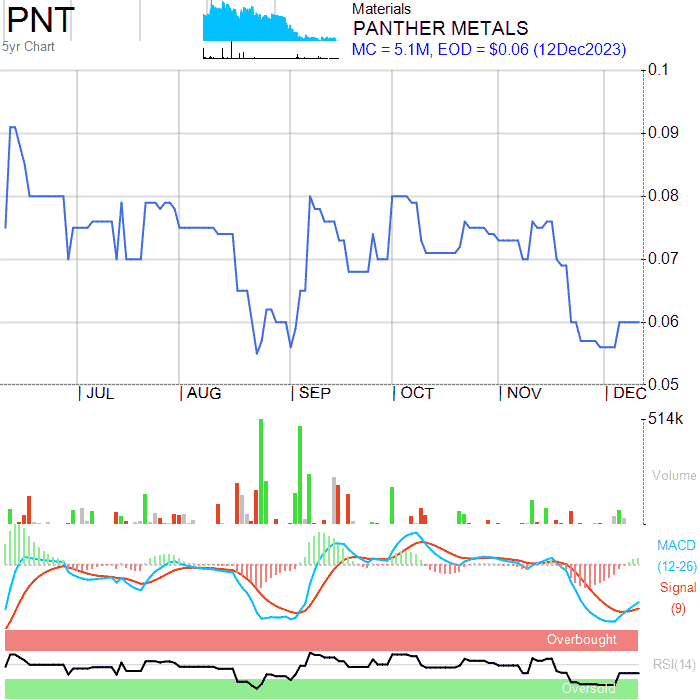 PNT
5yr Chart
Materials
PANTHER METALS
MC = 5.1M, EOD = $0.06 (12Dec2023)
0.1
0.09
0.08
0.07
0.06
0.05
JUL AUG SEP OCT NOV DEC
514k
Volume
MACD
(12-26)
Signal
(9)
Overbought
RSI(14)
Oversold